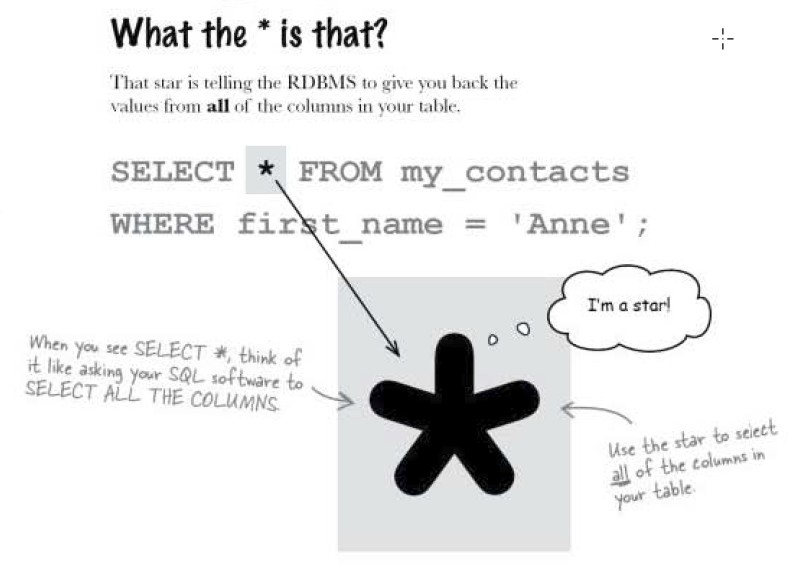 What the * is that?
That star is telling the RDBMS to give you back the
values from all of the columns in your table.
SELECT * FROM my_contacts
WHERE first_name = 'Anne';
I'm a star!
When you see SELECT *, think of
it like asking your SQL software to
SELECT ALL THE COLUMNS.
Use the star to select
all of the columns in
your table.